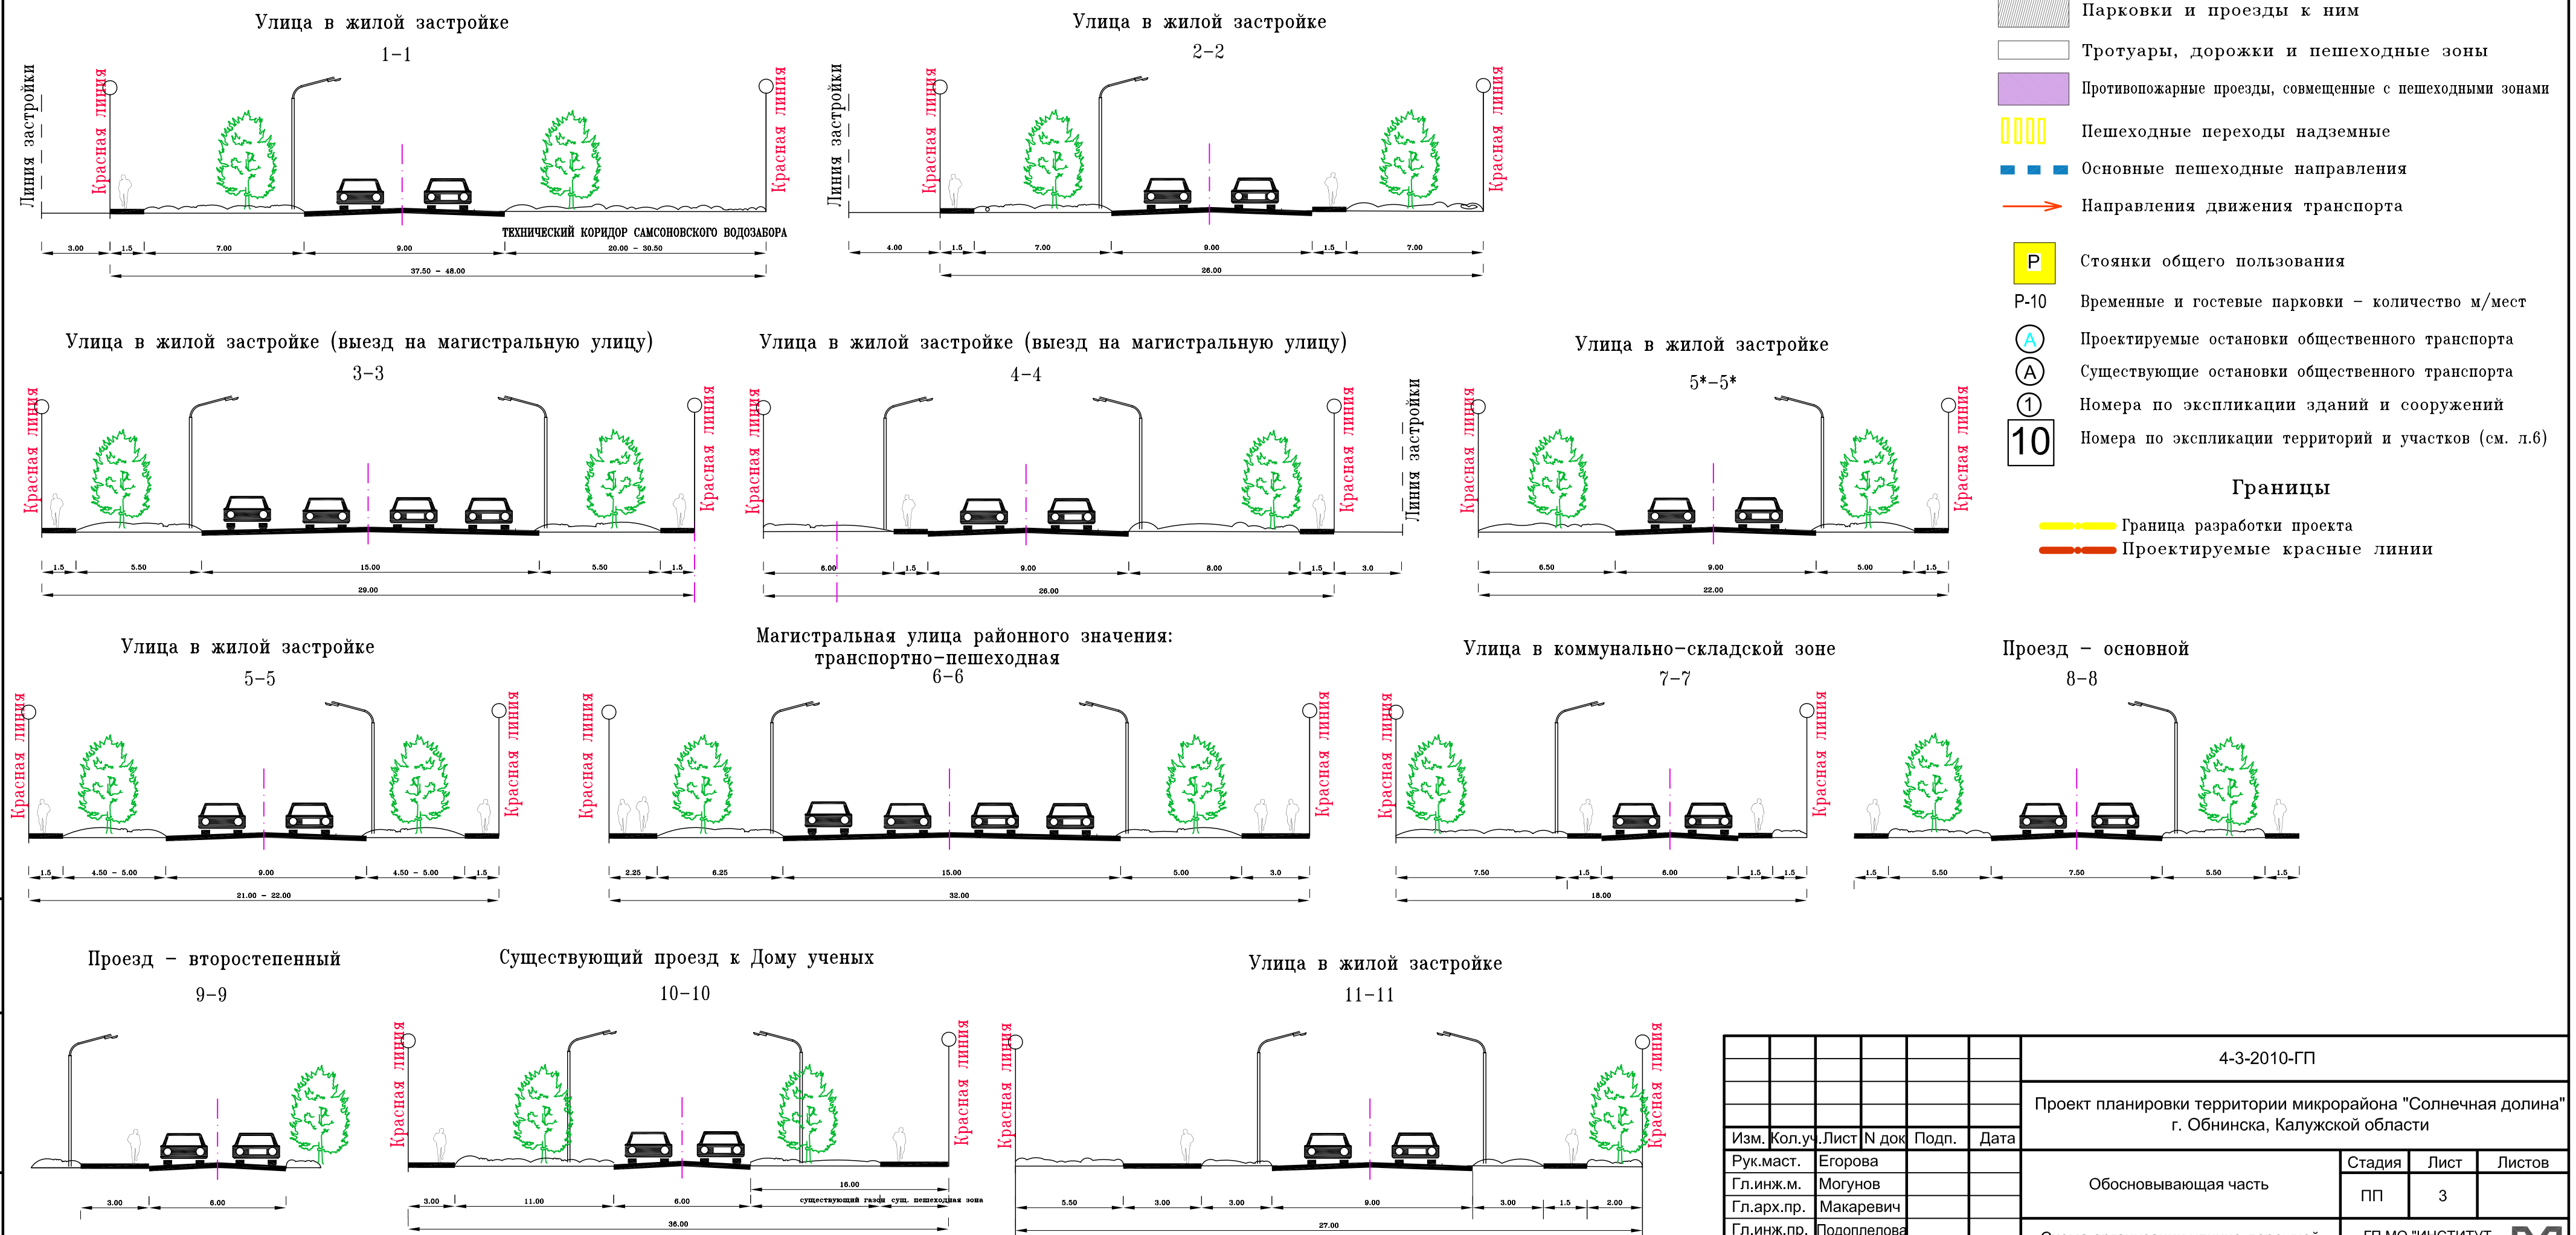 Улица в жилой застройке
1-1
Линия застройки
Красная линия
Красная линия
ТЕХНИЧЕСКИЙ КОРИДОР САМСОНОВСКОГО ВОДОЗАБОРА
3.00 1.5 7.00 9.00 20.00 - 30.50
37.50 - 48.00
Улица в жилой застройке
2-2
Линия застройки
Красная линия
Красная линия
4.00 1.5 7.00 9.00 1.5 7.00
26.00
Улица в жилой застройке (выезд на магистральную улицу)
3-3
Красная линия
Красная линия
1.5 5.50 15.00 5.50 1.5
29.00
Улица в жилой застройке (выезд на магистральную улицу)
4-4
Красная линия
Красная линия
Линия застройки
6.00 1.5 9.00 8.00 1.5 3.0
26.00
Улица в жилой застройке
5*-5*
Красная линия
Красная линия
6.50 9.00 5.00 1.5
22.00
Улица в жилой застройке
5-5
Красная линия
Красная линия
1.5 4.50 - 5.00 9.00 4.50 - 5.00 1.5
21.00 - 22.00
Магистральная улица районного значения:
транспортно-пешеходная
6-6
Красная линия
Красная линия
2.25 6.25 15.00 5.00 3.0
32.00
Улица в коммунально-складской зоне
7-7
Красная линия
Красная линия
7.50 1.5 6.00 1.5 1.5
18.00
Проезд - основной
8-8
1.5 5.50 7.50 5.50 1.5
Проезд - второстепенный
9-9
3.00 6.00
Существующий проезд к Дому ученых
10-10
Красная линия
Красная линия
16.00
3.00 11.00 6.00 существующий газон сущ. пешеходная зона
36.00
Улица в жилой застройке
11-11
Красная линия
Красная линия
5.50 3.00 3.00 9.00 3.00 1.5 2.00
27.00
Парковки и проезды к ним
Тротуары, дорожки и пешеходные зоны
Противопожарные проезды, совмещенные с пешеходными зонами
Пешеходные переходы надземные
Основные пешеходные направления
Направления движения транспорта
P Стоянки общего пользования
Р-10 Временные и гостевые парковки - количество м/мест
А Проектируемые остановки общественного транспорта
А Существующие остановки общественного транспорта
1 Номера по экспликации зданий и сооружений
10 Номера по экспликации территорий и участков (см. л.6)
Границы
Граница разработки проекта
Проектируемые красные линии
4-3-2010-ГП
Проект планировки территории микрорайона "Солнечная долина"
г. Обнинска, Калужской области
Изм. Кол.уч. Лист N док Подп. Дата
Рук.маст. Егорова
Гл.инж.м. Могунов
Гл.арх.пр. Макаревич
Гл.инж.пр. Подоплелова
Обосновывающая часть
Стадия Лист Листов
ПП 3
ГП МО "ИНСТИТУТ